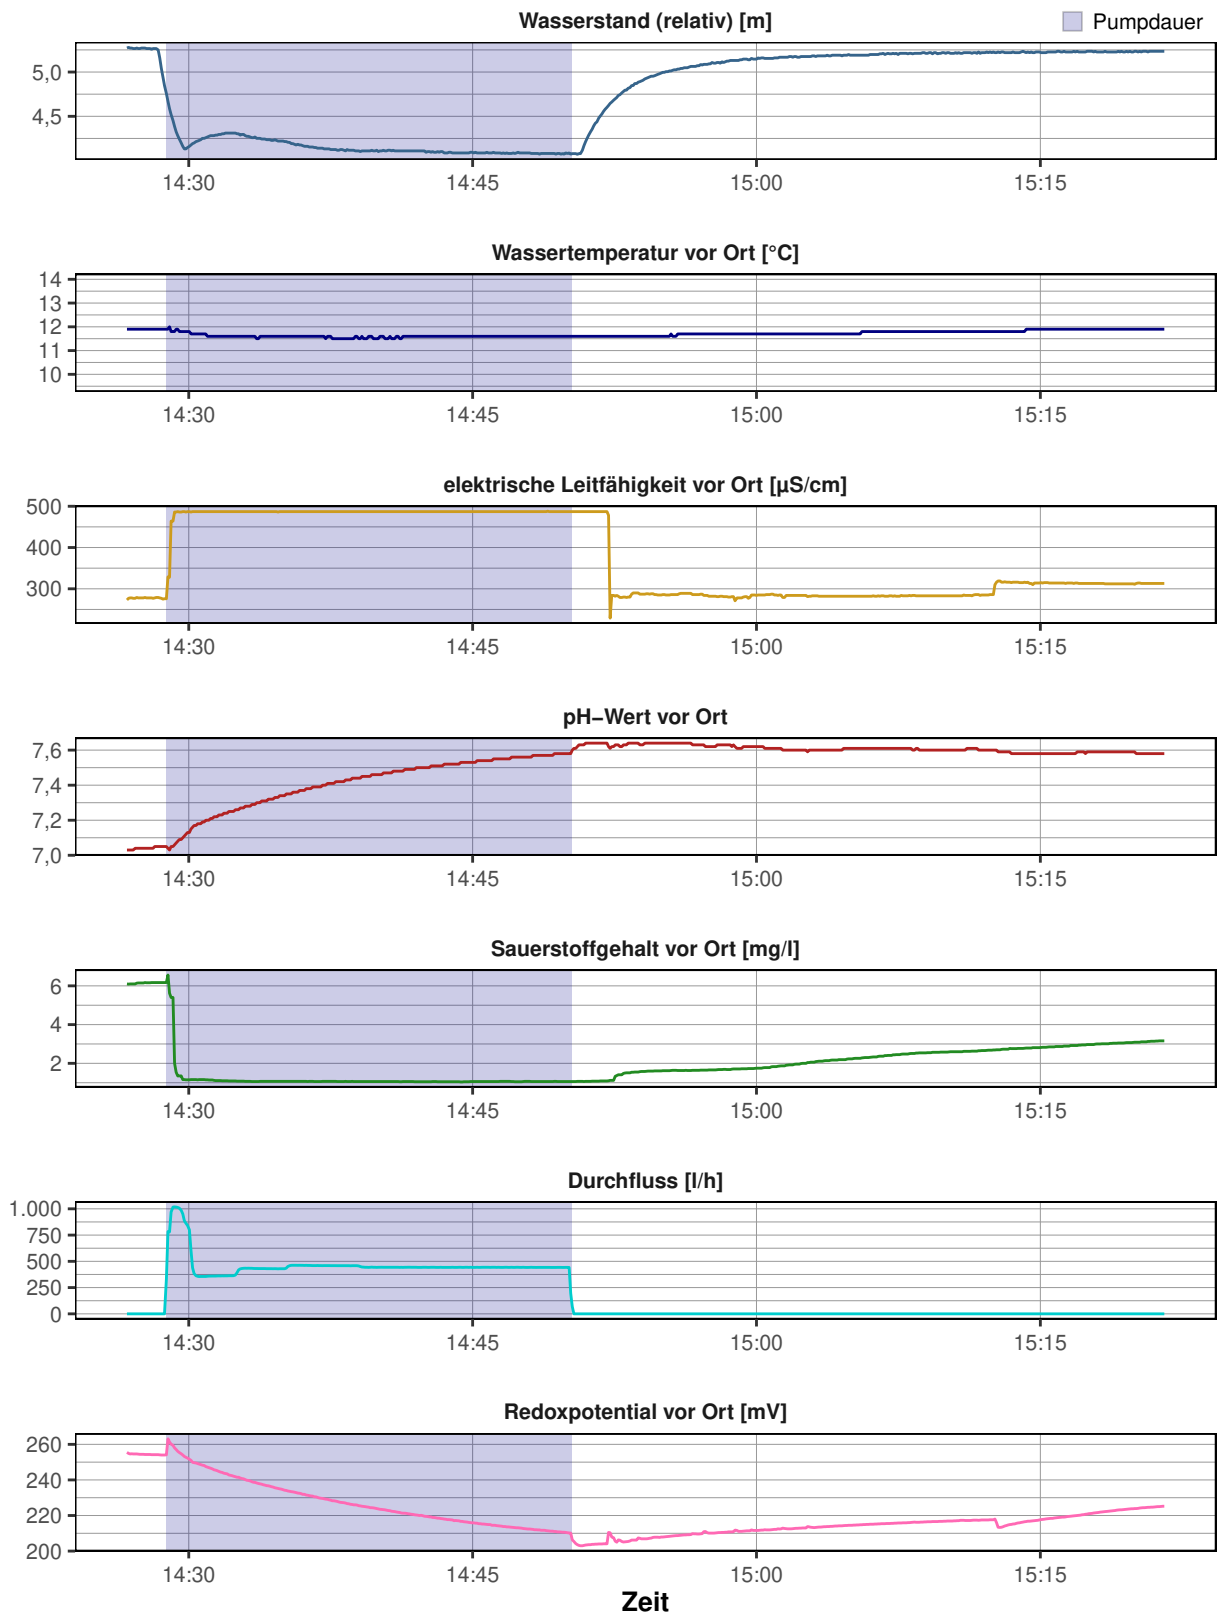 Wasserstand (relativ) [m]
Pumpdauer
5,0
4,5
14:30 14:45 15:00 15:15
Wassertemperatur vor Ort [°C]
14
13
12
11
10
14:30 14:45 15:00 15:15
elektrische Leitfähigkeit vor Ort [µS/cm]
500
400
300
14:30 14:45 15:00 15:15
pH−Wert vor Ort
7,6
7,4
7,2
7,0
14:30 14:45 15:00 15:15
Sauerstoffgehalt vor Ort [mg/l]
6
4
2
14:30 14:45 15:00 15:15
Durchfluss [l/h]
1.000
750
500
250
0
14:30 14:45 15:00 15:15
Redoxpotential vor Ort [mV]
260
240
220
200
14:30 14:45 15:00 15:15
Zeit